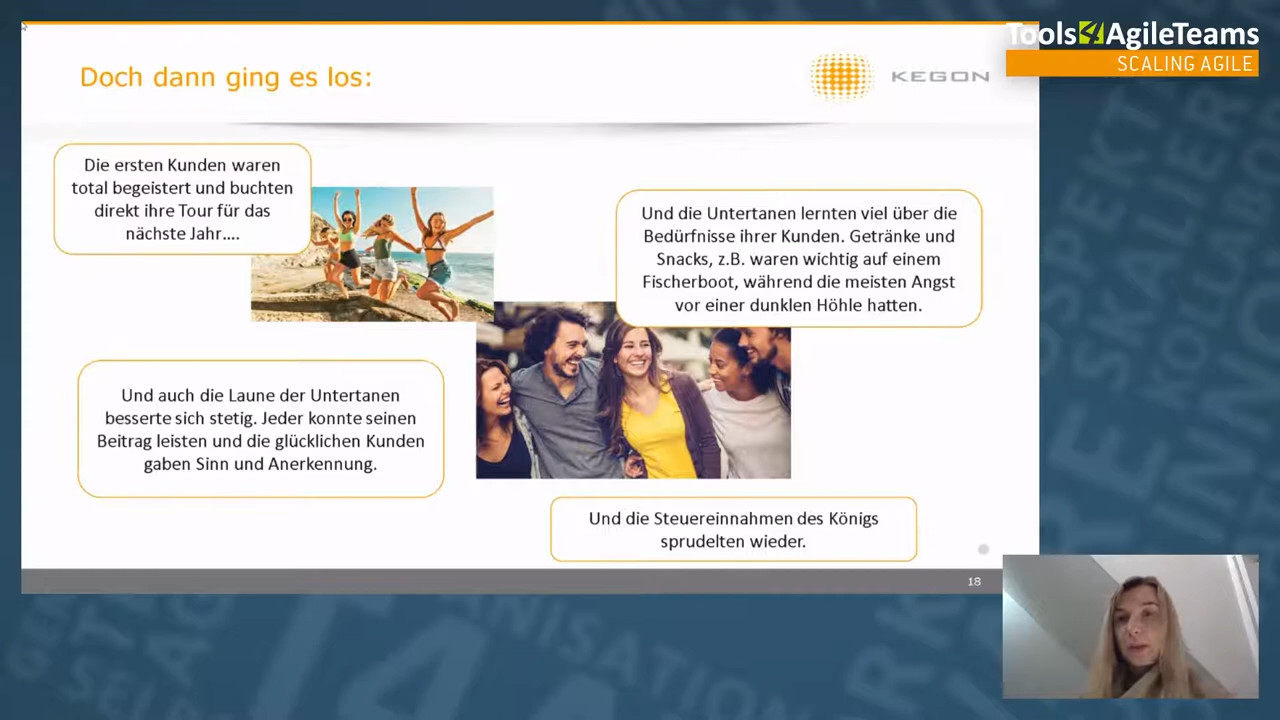 Tools4AgileTeams
SCALING AGILE
Doch dann ging es los:
KEGON
Die ersten Kunden waren
total begeistert und buchten
direkt ihre Tour für das
nächste Jahr....
Und die Untertanen lernten viel über die
Bedürfnisse ihrer Kunden. Getränke und
Snacks, z.B. waren wichtig auf einem
Fischerboot, während die meisten Angst
vor einer dunklen Höhle hatten.
Und auch die Laune der Untertanen
besserte sich stetig. Jeder konnte seinen
Beitrag leisten und die glücklichen Kunden
gaben Sinn und Anerkennung.
Und die Steuereinnahmen des Königs
sprudelten wieder.
18